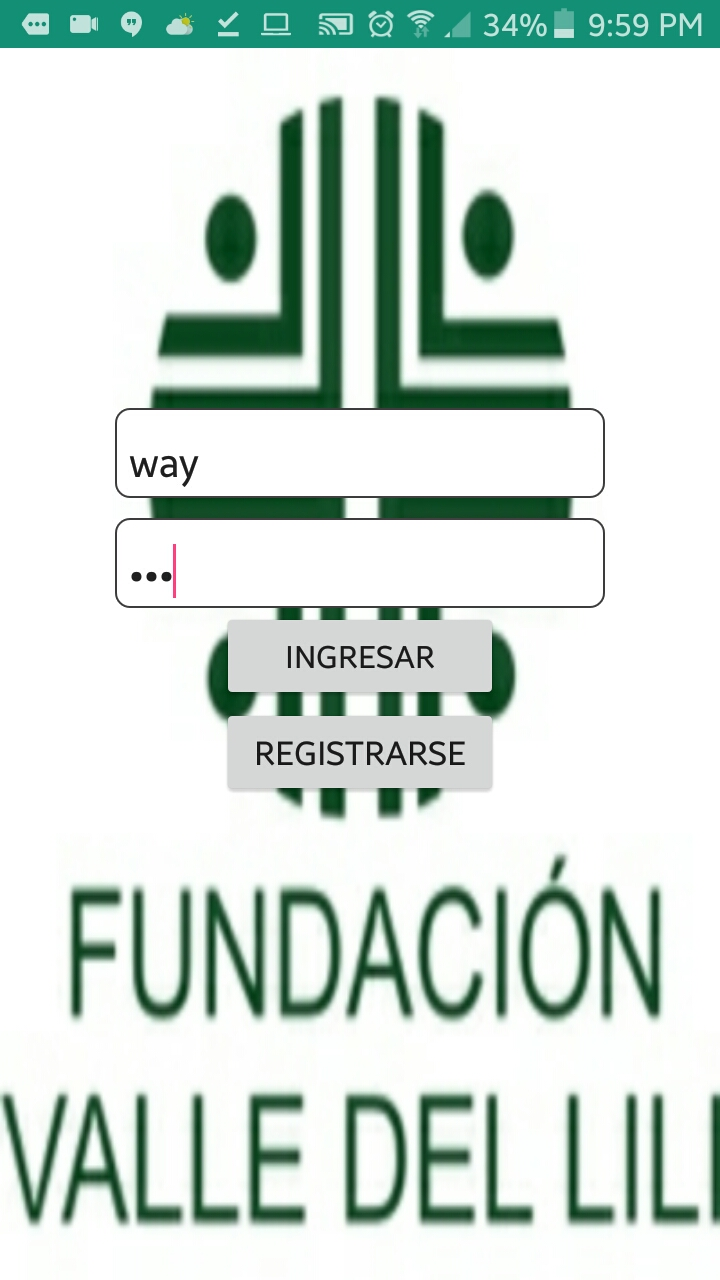 34% 9:59 PM
way
•••
INGRESAR
REGISTRARSE
FUNDACIÓN
VALLE DEL LILI